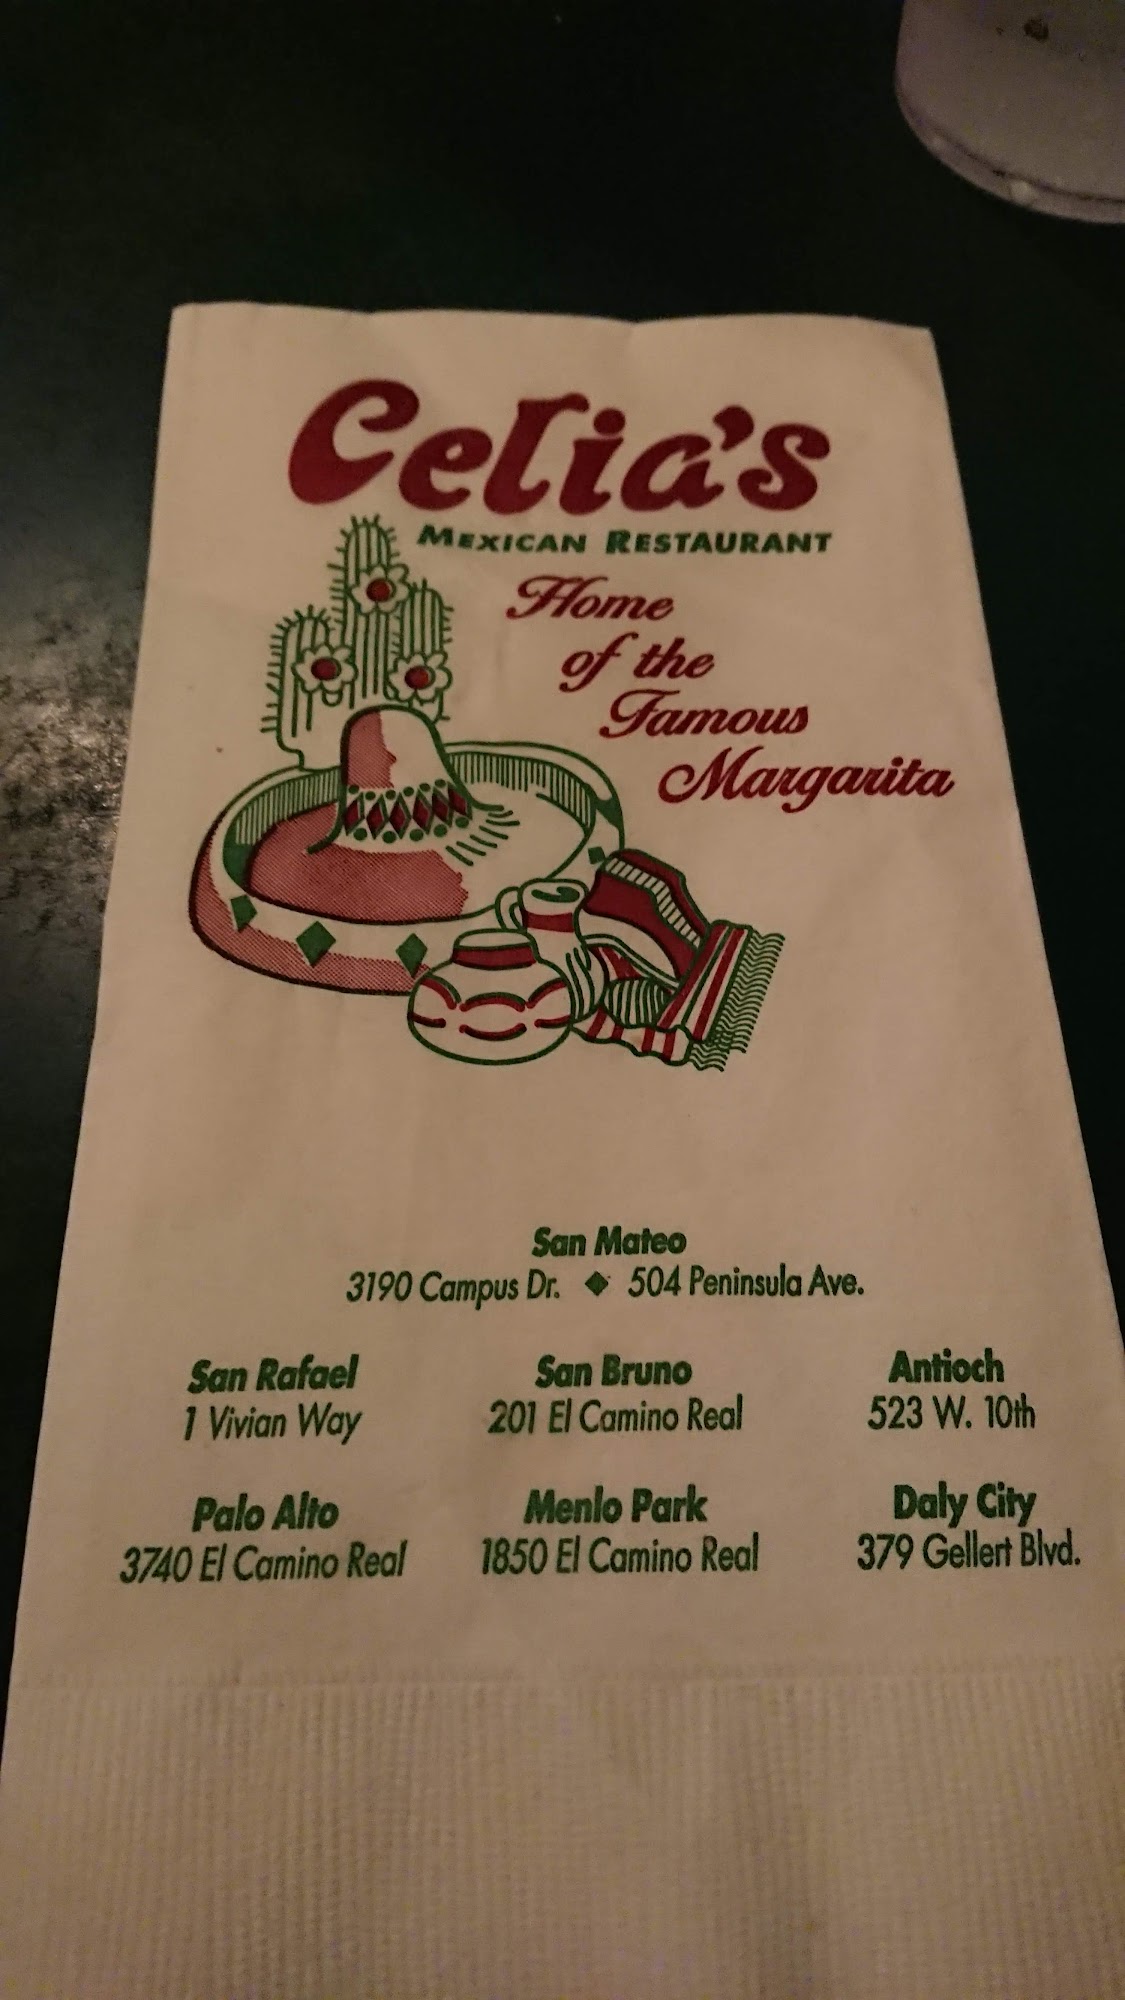 Celia's
MEXICAN RESTAURANT
Home
of the
Famous
Margarita
San Mateo
3190 Campus Dr. ◆ 504 Peninsula Ave.
San Rafael
1 Vivian Way
San Bruno
201 El Camino Real
Antioch
523 W. 10th
Palo Alto
3740 El Camino Real
Menlo Park
1850 El Camino Real
Daly City
379 Gellert Blvd.